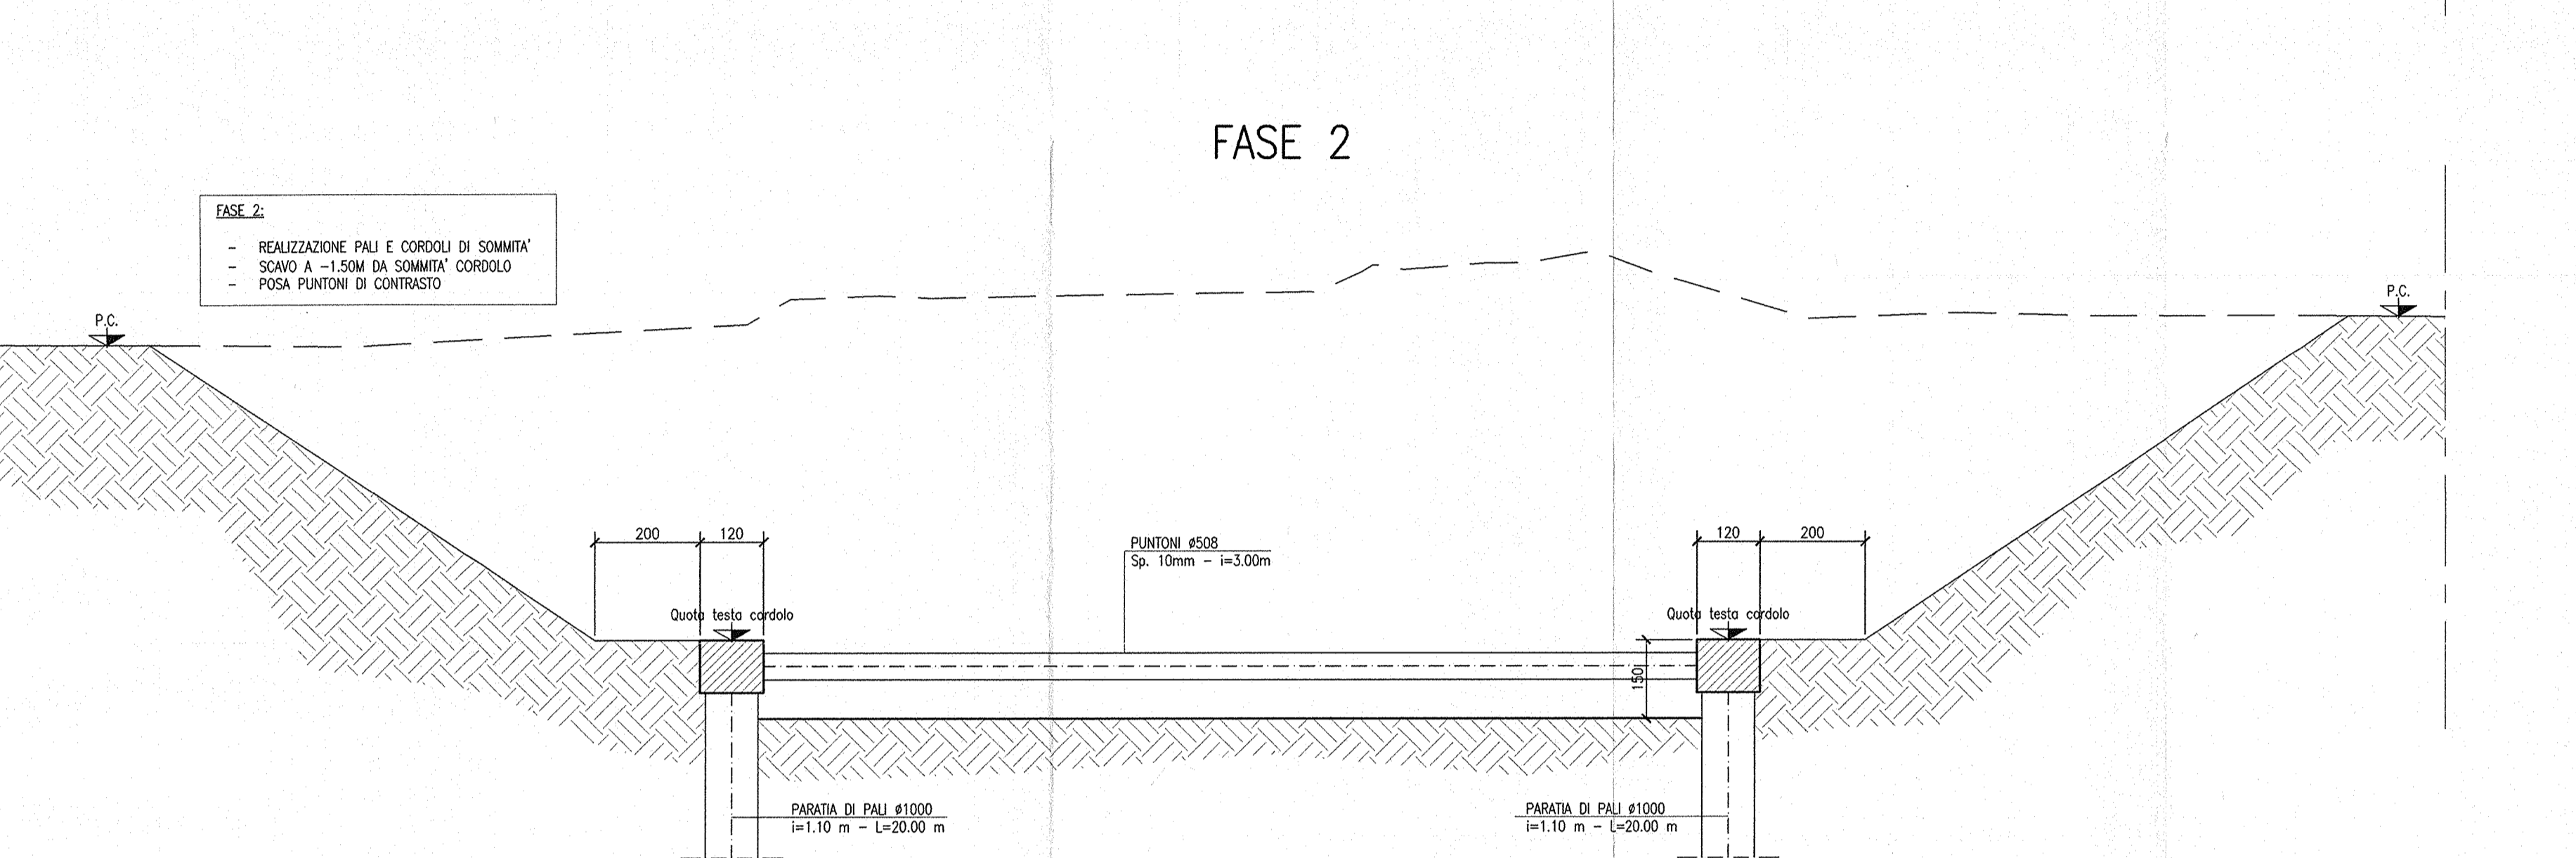 FASE 2
FASE 2:
- REALIZZAZIONE PALI E CORDOLI DI SOMMITA'
- SCAVO A -1.50M DA SOMMITA' CORDOLO
- POSA PUNTONI DI CONTRASTO
P.C.
P.C.
200
120
PUNTONI ø508
Sp. 10mm - i=3.00m
120
200
Quota testa cordolo
Quota testa cordolo
150
PARATIA DI PALI ø1000
i=1.10 m - L=20.00 m
PARATIA DI PALI ø1000
i=1.10 m - L=20.00 m